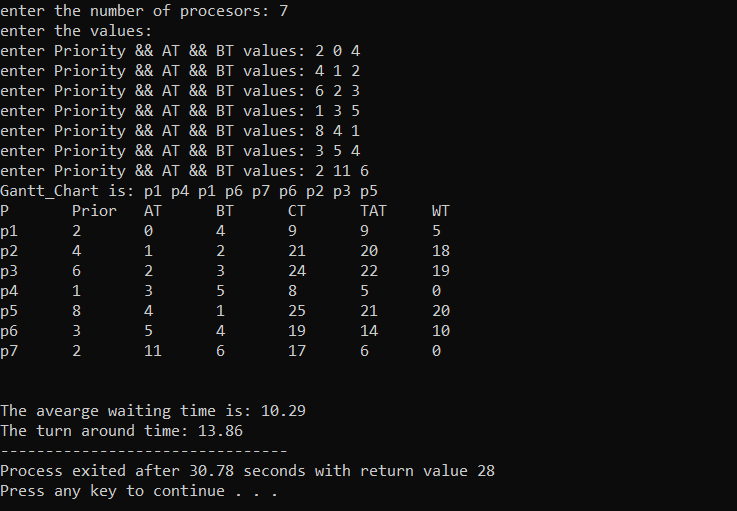 enter the number of procesors: 7
enter the values:
enter Priority && AT && BT values: 2 0 4
enter Priority && AT && BT values: 4 1 2
enter Priority && AT && BT values: 6 2 3
enter Priority && AT && BT values: 1 3 5
enter Priority && AT && BT values: 8 4 1
enter Priority && AT && BT values: 3 5 4
enter Priority && AT && BT values: 2 11 6
Gantt_Chart is: p1 p4 p1 p6 p7 p6 p2 p3 p5
P Prior AT BT CT TAT WT
p1 2 0 4 9 9 5
p2 4 1 2 21 20 18
p3 6 2 3 24 22 19
p4 1 3 5 8 5 0
p5 8 4 1 25 21 20
p6 3 5 4 19 14 10
p7 2 11 6 17 6 0
The avearge waiting time is: 10.29
The turn around time: 13.86
--------------------------------
Process exited after 30.78 seconds with return value 28
Press any key to continue . . .